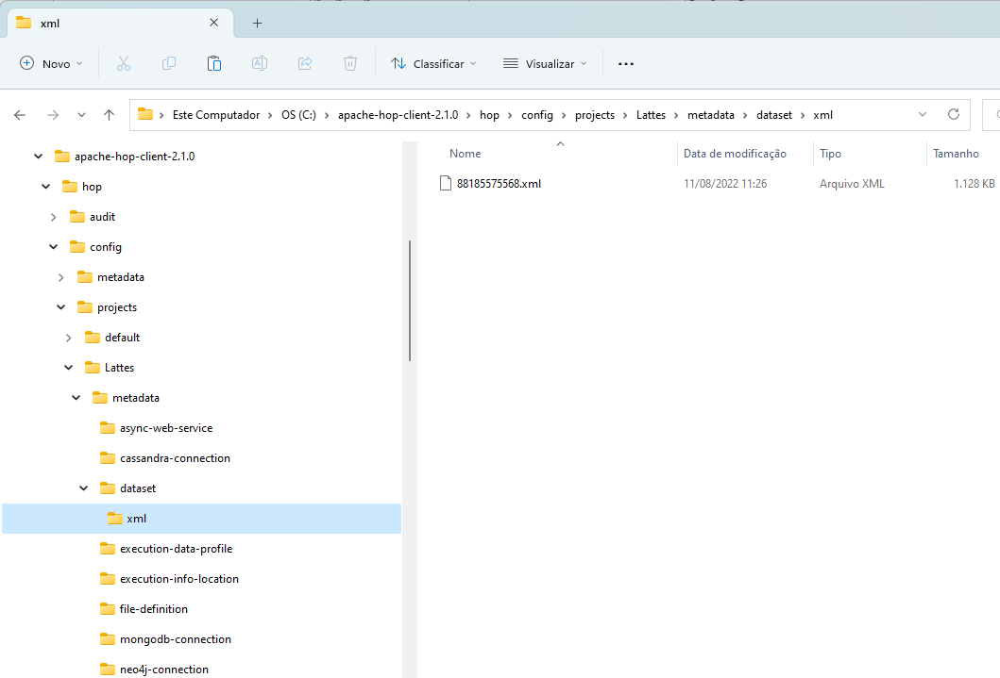 xml
Novo
Classificar
Visualizar
Este Computador > OS (C:) > apache-hop-client-2.1.0 > hop > config > projects > Lattes > metadata > dataset > xml
apache-hop-client-2.1.0
hop
audit
config
metadata
projects
default
Lattes
metadata
async-web-service
cassandra-connection
dataset
xml
execution-data-profile
execution-info-location
file-definition
mongodb-connection
neo4j-connection
Nome
Data de modificação
Tipo
Tamanho
88185575568.xml
11/08/2022 11:26
Arquivo XML
1.128 KB